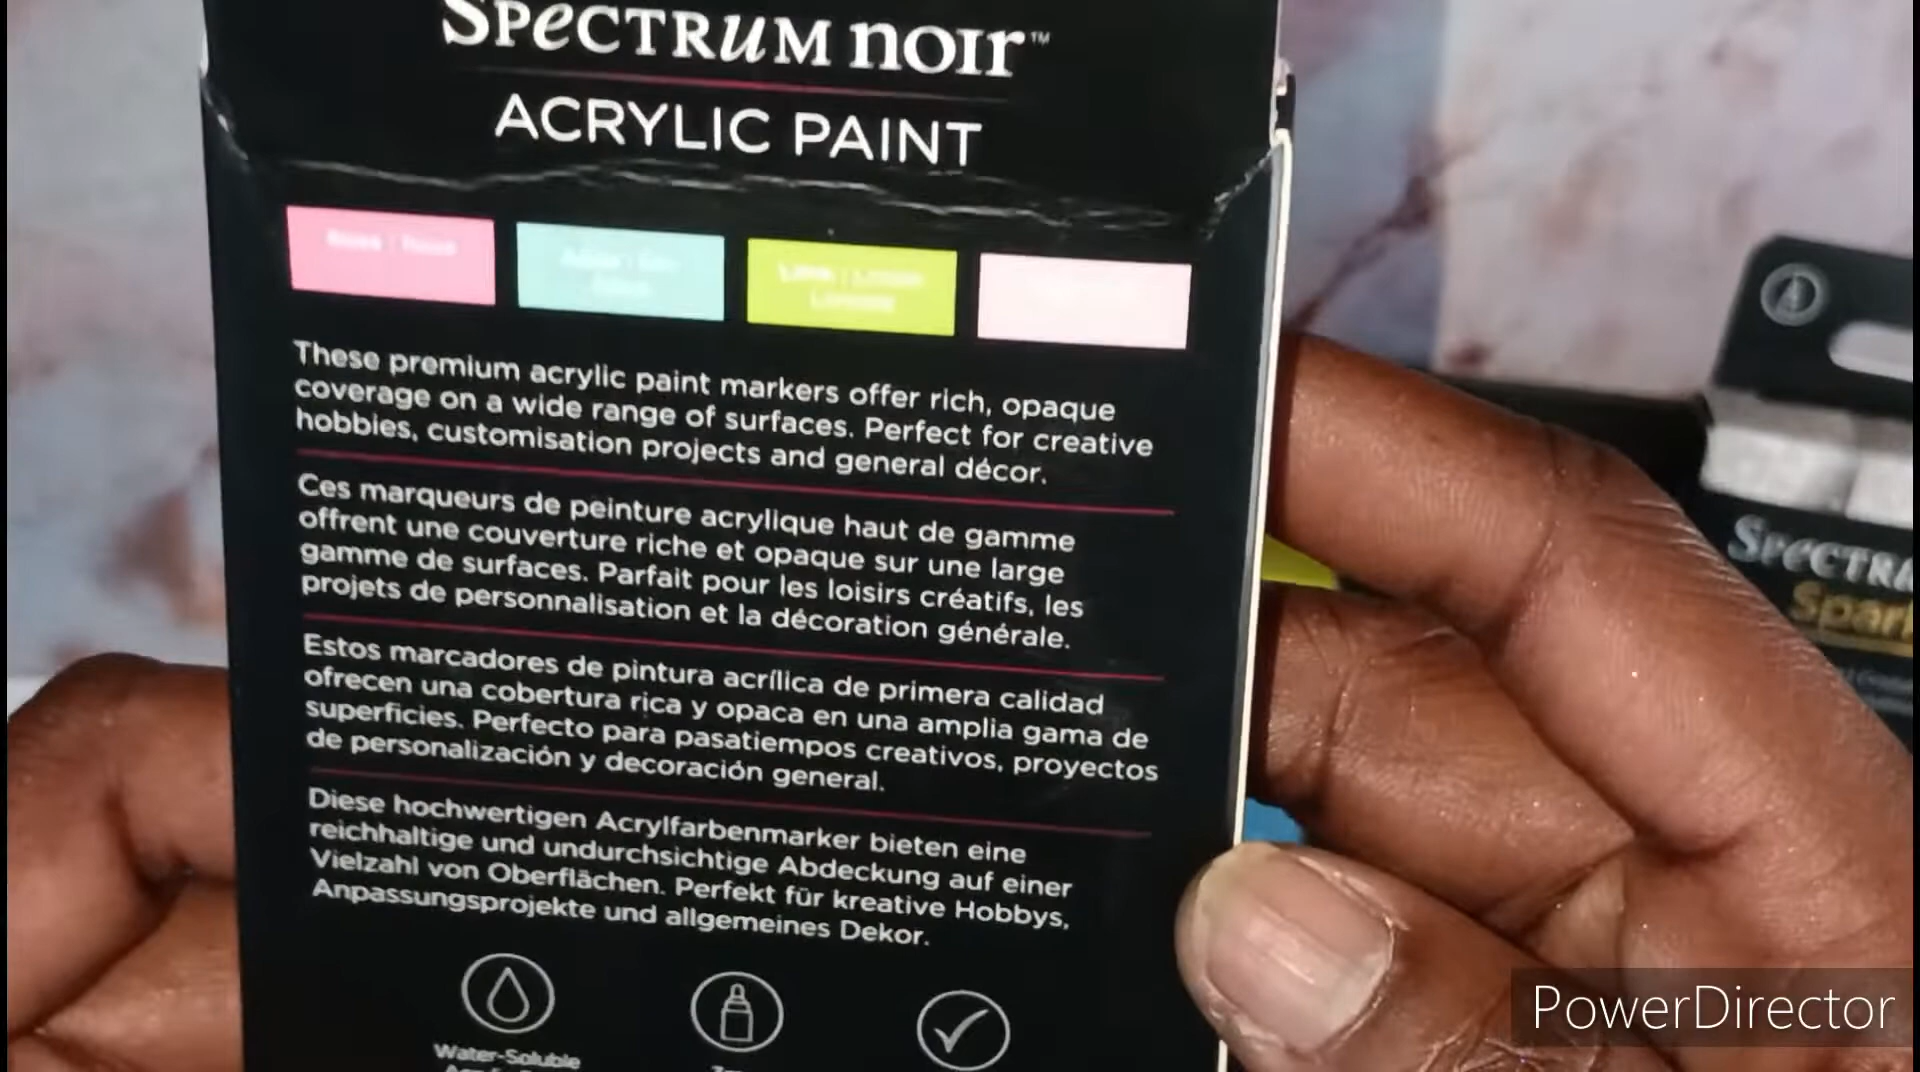 SPECTRUM NOIR™
ACRYLIC PAINT
These premium acrylic paint markers offer rich, opaque
coverage on a wide range of surfaces. Perfect for creative
hobbies, customisation projects and general décor.
Ces marqueurs de peinture acrylique haut de gamme
offrent une couverture riche et opaque sur une large
gamme de surfaces. Parfait pour les loisirs créatifs, les
projets de personnalisation et la décoration générale.
Estos marcadores de pintura acrílica de primera calidad
ofrecen una cobertura rica y opaca en una amplia gama de
superficies. Perfecto para pasatiempos creativos, proyectos
de personalización y decoración general.
Diese hochwertigen Acrylfarbenmarker bieten eine
reichhaltige und undurchsichtige Abdeckung auf einer
Vielzahl von Oberflächen. Perfekt für kreative Hobbys,
Anpassungsprojekte und allgemeines Dekor.
Water-Soluble
PowerDirector